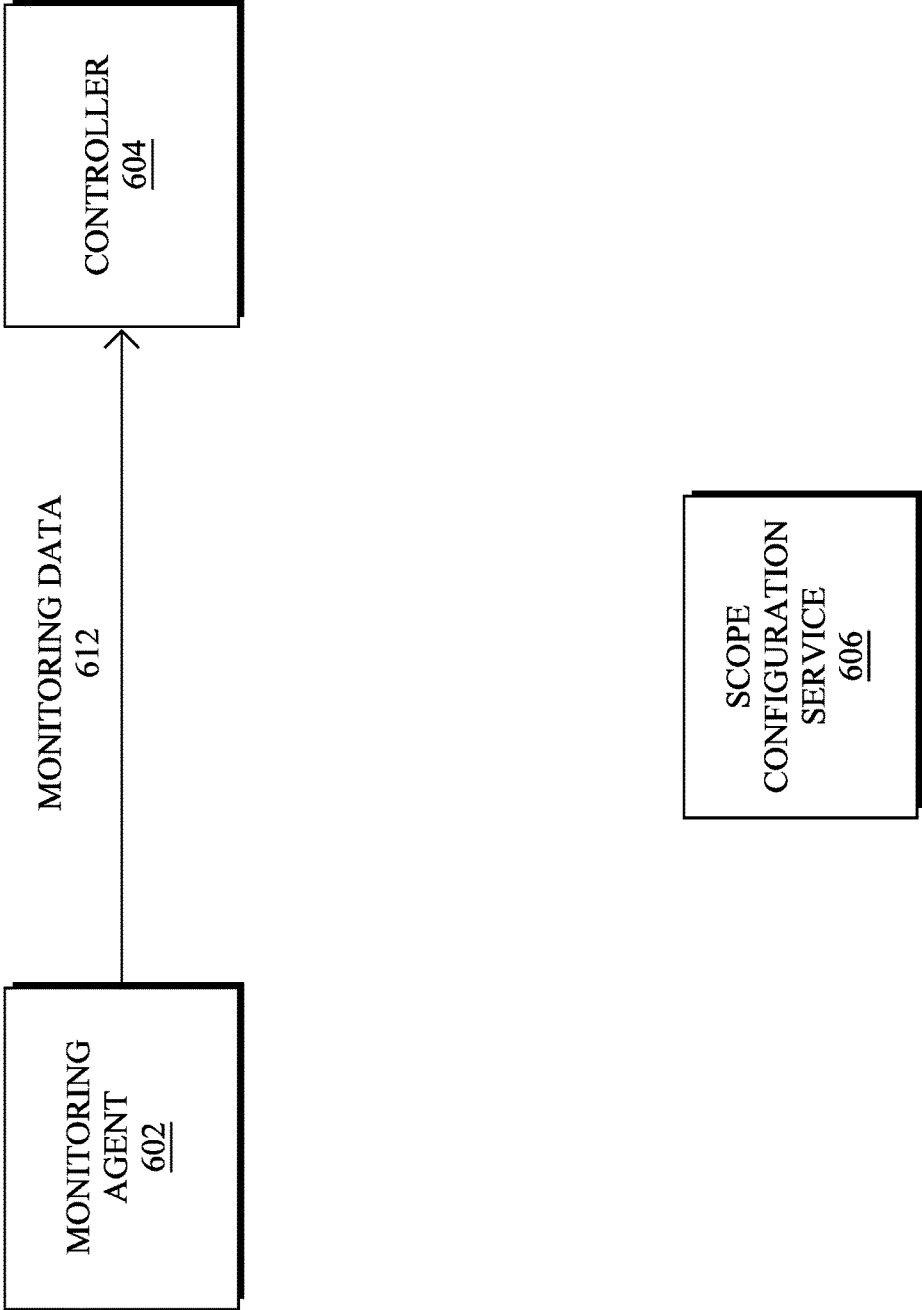 MONITORING
AGENT
602
MONITORING DATA
612
CONTROLLER
604
SCOPE
CONFIGURATION
SERVICE
606